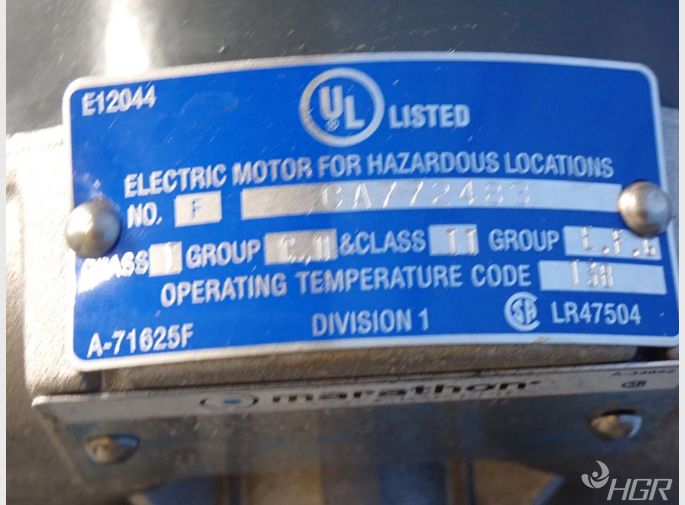 E12044
UL
® LISTED
ELECTRIC MOTOR FOR HAZARDOUS LOCATIONS
NO. F CA772483
CLASS I GROUP C, & CLASS II GROUP E,F,G
OPERATING TEMPERATURE CODE
A-71625F DIVISION 1 LR47504
marathon
HGR